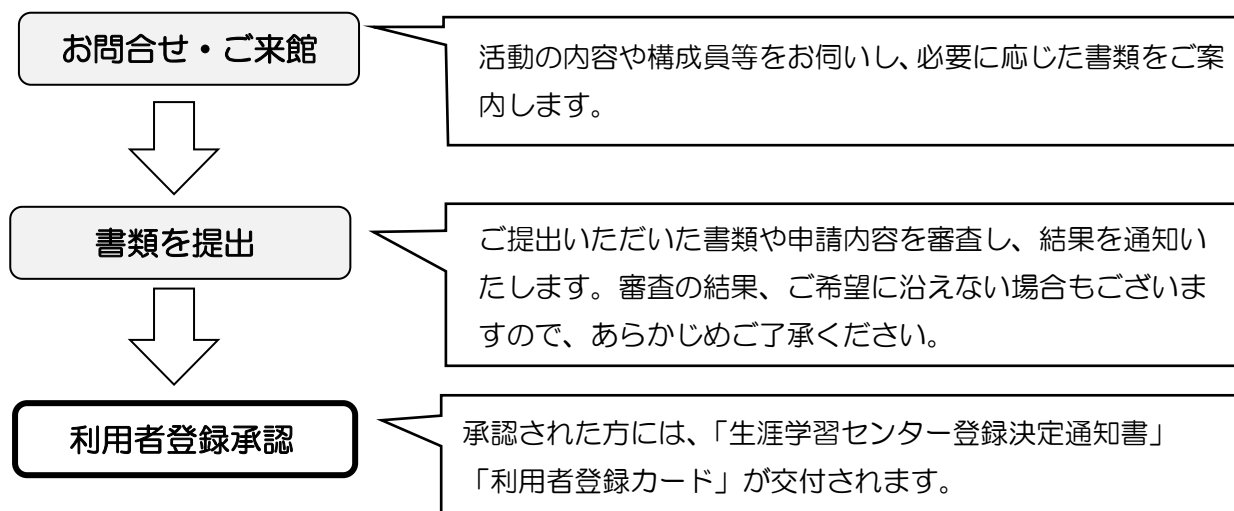 お問合せ・ご来館
活動の内容や構成員等をお伺いし、必要に応じた書類をご案
内します。
書類を提出
ご提出いただいた書類や申請内容を審査し、結果を通知い
たします。審査の結果、ご希望に沿えない場合もございま
すので、あらかじめご了承ください。
利用者登録承認
承認された方には、「生涯学習センター登録決定通知書」
「利用者登録カード」が交付されます。